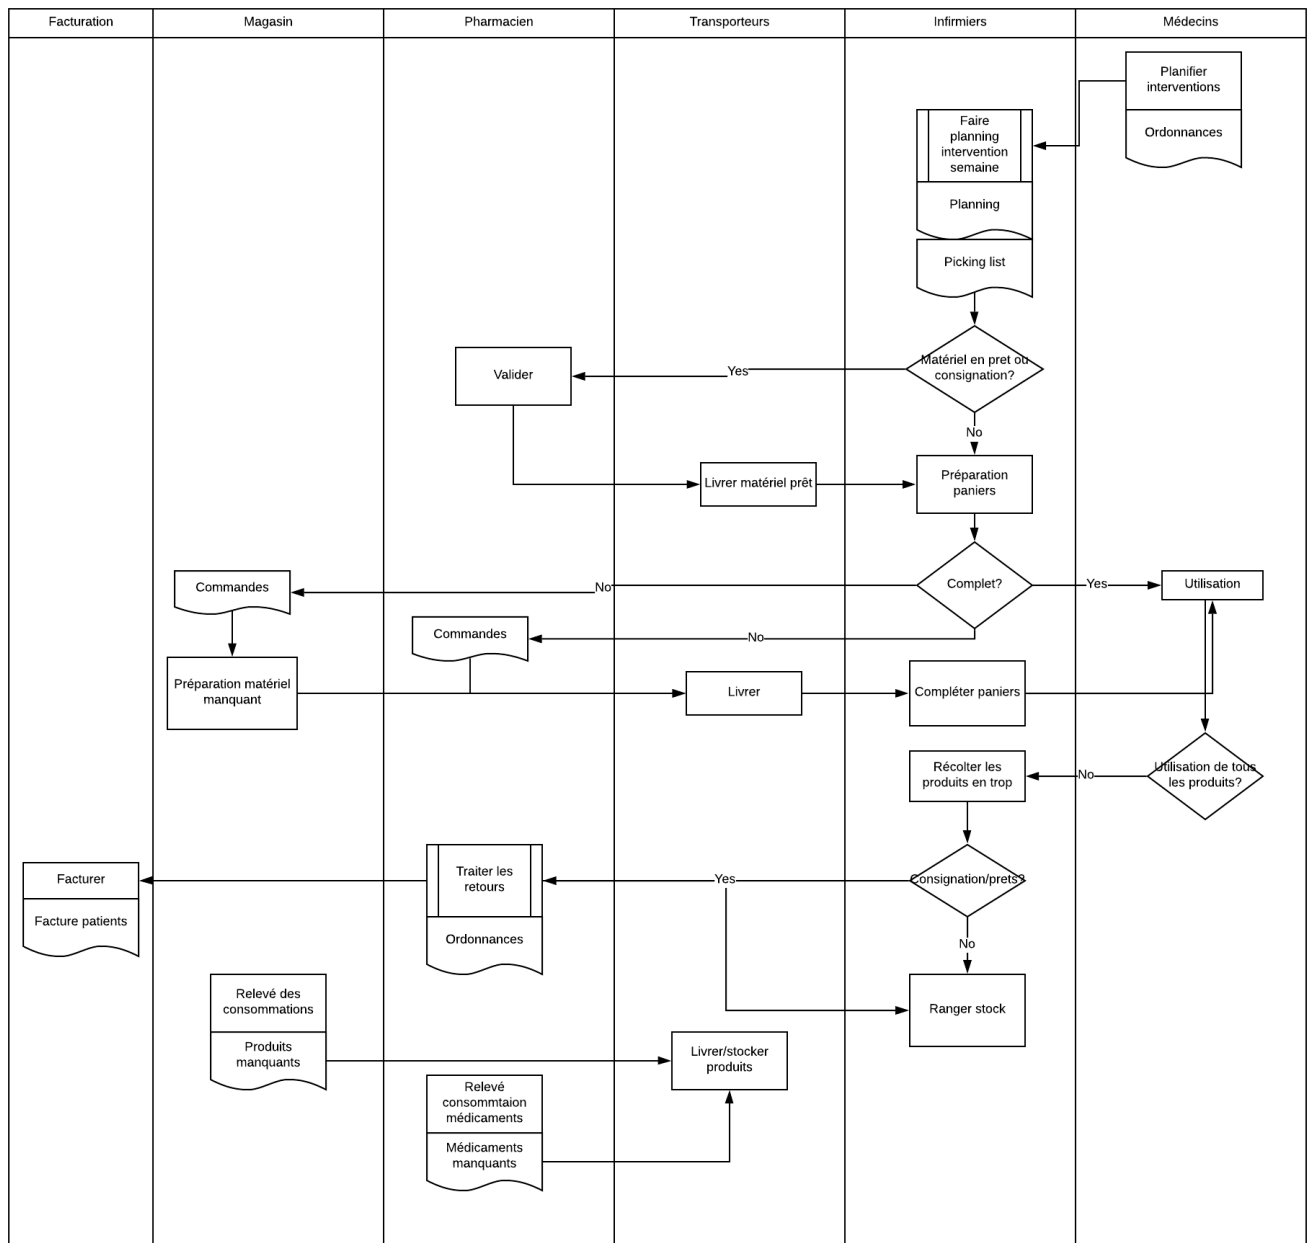 Facturation
Magasin
Pharmacien
Transporteurs
Infirmiers
Médecins
Planifier
interventions
Ordonnances
Faire
planning
intervention
semaine
Planning
Picking list
Matériel en pret ou
consignation?
Yes
Valider
No
Livrer matériel prêt
Préparation
paniers
Commandes
No
Complet?
Yes
Utilisation
Commandes
No
Préparation matériel
manquant
Livrer
Compléter paniers
Récolter les
produits en trop
No
Utilisation de tous
les produits?
Facturer
Facture patients
Traiter les
retours
Ordonnances
Yes
Consignation/prets?
No
Relevé des
consommations
Produits
manquants
Ranger stock
Livrer/stocker
produits
Relevé
consommtaion
médicaments
Médicaments
manquants